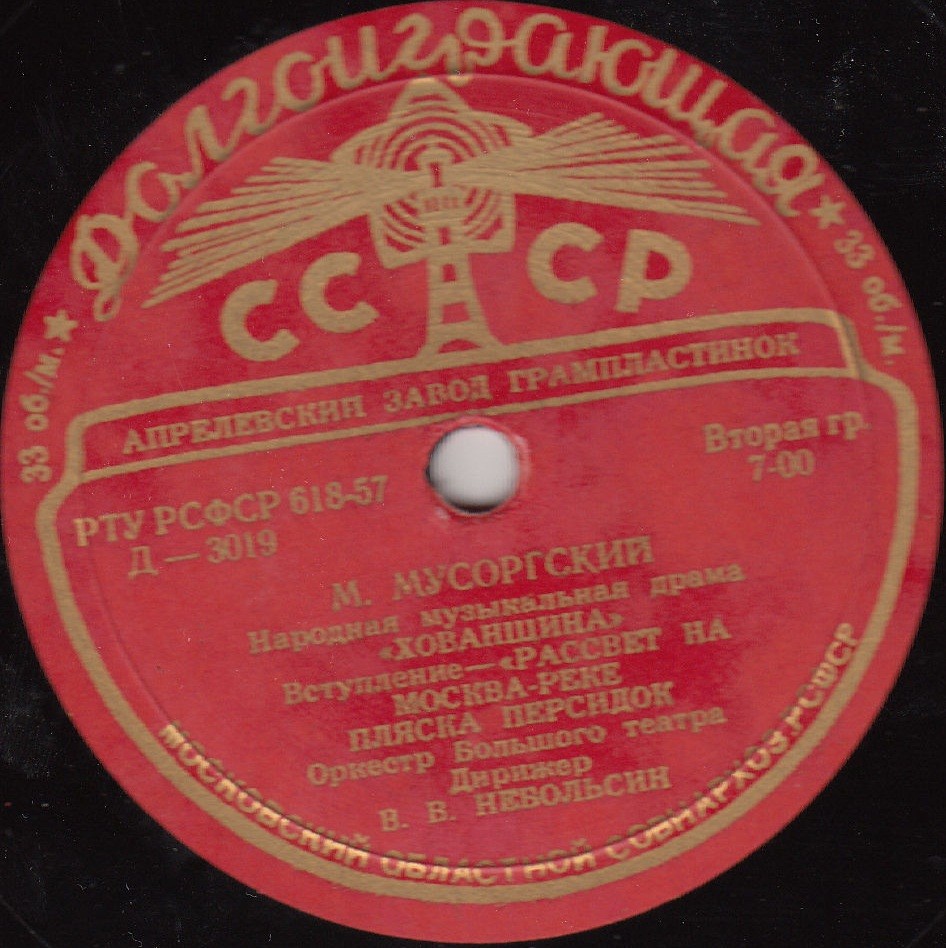 Долгоиграющая
33 об./м. ★ ★ 33 об./м.
СССР
АПРЕЛЕВСКИЙ ЗАВОД ГРАМПЛАСТИНОК
РТУ РСФСР 618-57
Д — 3019
Вторая гр.
7-00
М. МУСОРГСКИЙ
Народная музыкальная драма
«ХОВАНЩИНА»
Вступление—«РАССВЕТ НА
МОСКВА-РЕКЕ
ПЛЯСКА ПЕРСИДОК
Оркестр Большого театра
Дирижер
В. В. НЕБОЛЬСИН
МОСКОВСКИЙ ОБЛАСТНОЙ СОВНАРХОЗ. РСФСР